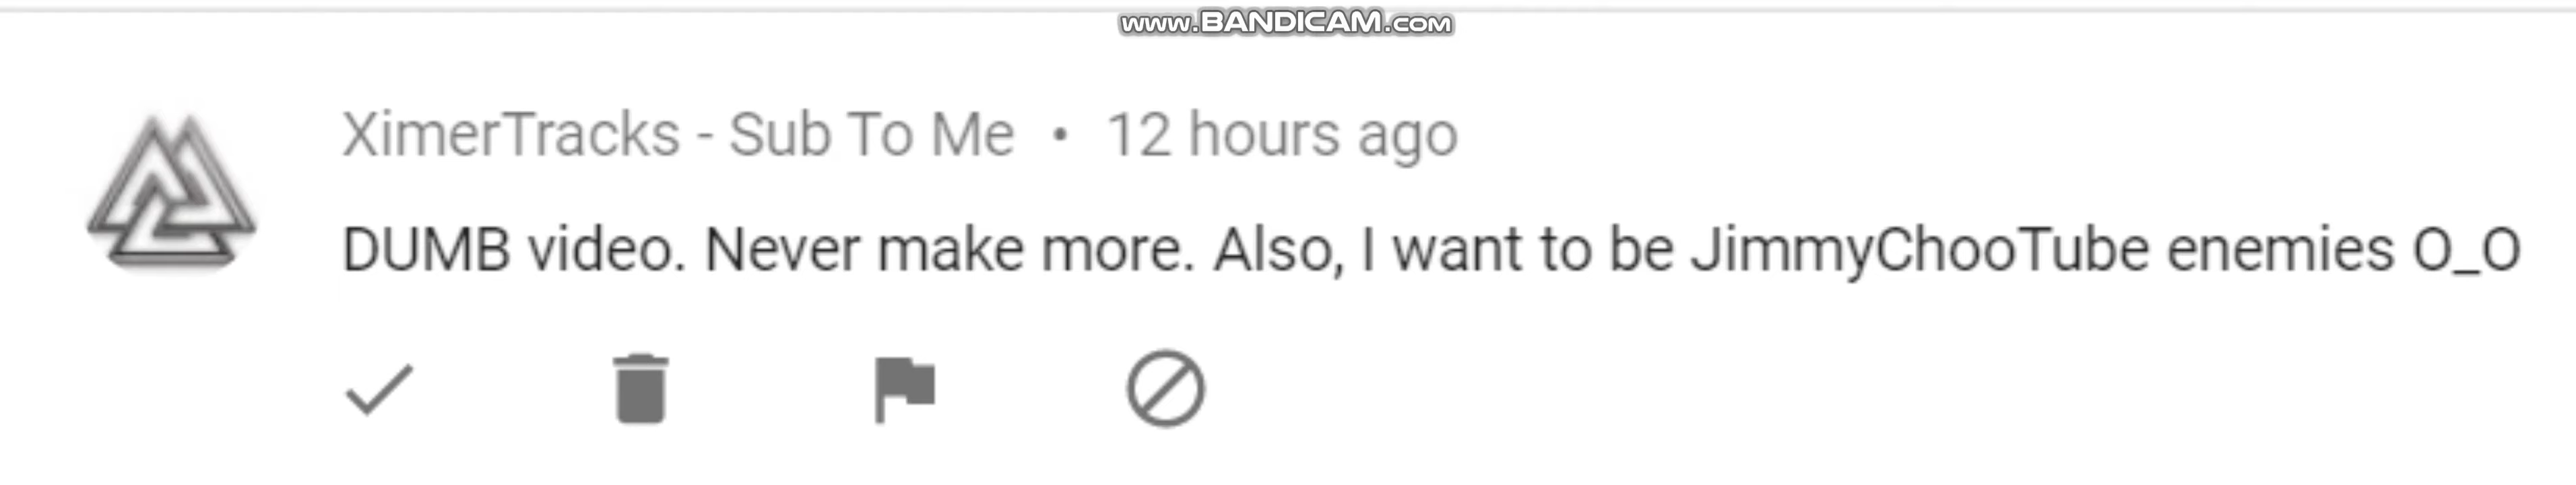 www.BANDICAM.com
XimerTracks - Sub To Me • 12 hours ago
DUMB video. Never make more. Also, I want to be JimmyChooTube enemies O_O